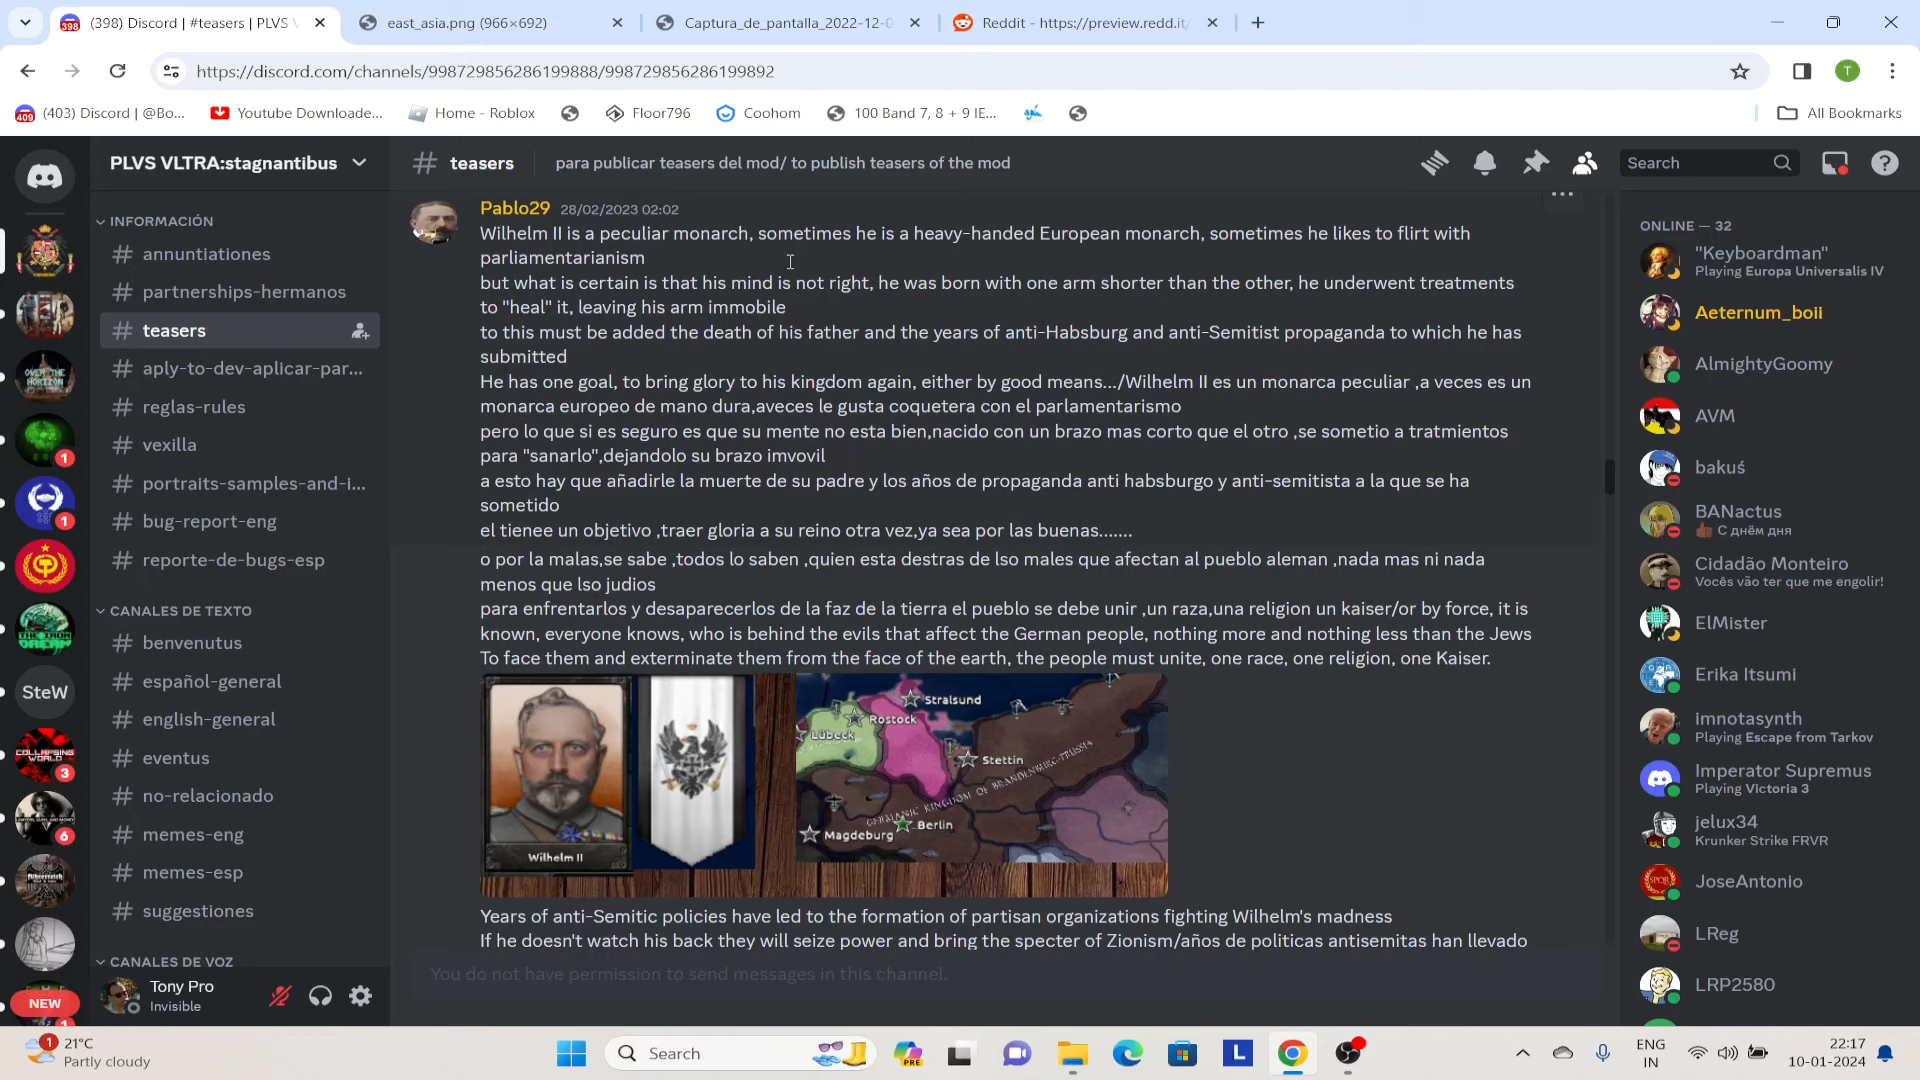 (398) Discord | #teasers | PLVS V
east_asia.png (966×592)
Captura_de_pantalla_2022-12-0
Reddit - https://preview.redd.it/
https://discord.com/channels/998729856286199888/998729856286199892
T
(403) Discord | @Bo...
Youtube Downloade...
Home - Roblox
Floor796
Coohom
100 Band 7, 8 + 9 IE...
All Bookmarks
PLVS VLTRA:stagnantibus
teasers
para publicar teasers del mod/ to publish teasers of the mod
Search
INFORMACIÓN
annuntiationes
partnerships-hermanos
teasers
aply-to-dev-aplicar-par...
reglas-rules
vexilla
portraits-samples-and-i...
bug-report-eng
reporte-de-bugs-esp
CANALES DE TEXTO
benvenutus
español-general
english-general
eventus
no-relacionado
memes-eng
memes-esp
suggestiones
CANALES DE VOZ
Tony Pro
Invisible
OVER THE
HORIZON
1
1
THE IRON
DREAM
SteW
COLLAPSING
WORLD
3
6
NEW
Pablo29 28/02/2023 02:02
Wilhelm II is a peculiar monarch, sometimes he is a heavy-handed European monarch, sometimes he likes to flirt with
parliamentarianism
but what is certain is that his mind is not right, he was born with one arm shorter than the other, he underwent treatments
to "heal" it, leaving his arm immobile
to this must be added the death of his father and the years of anti-Habsburg and anti-Semitist propaganda to which he has
submitted
He has one goal, to bring glory to his kingdom again, either by good means.../Wilhelm II es un monarca peculiar ,a veces es un
monarca europeo de mano dura,aveces le gusta coquetera con el parlamentarismo
pero lo que si es seguro es que su mente no esta bien,nacido con un brazo mas corto que el otro ,se sometio a tratmientos
para "sanarlo",dejandolo su brazo imvovil
a esto hay que añadirle la muerte de su padre y los años de propaganda anti habsburgo y anti-semitista a la que se ha
sometido
el tienee un objetivo ,traer gloria a su reino otra vez,ya sea por las buenas.......
o por la malas,se sabe ,todos lo saben ,quien esta destras de lso males que afectan al pueblo aleman ,nada mas ni nada
menos que lso judios
para enfrentarlos y desaparecerlos de la faz de la tierra el pueblo se debe unir ,un raza,una religion un kaiser/or by force, it is
known, everyone knows, who is behind the evils that affect the German people, nothing more and nothing less than the Jews
To face them and exterminate them from the face of the earth, the people must unite, one race, one religion, one Kaiser.
Wilhelm II
Stralsund
Rostock
Lübeck
Stettin
GERMANIC KINGDOM OF BRANDENBURG-PRUSSIA
Berlin
Magdeburg
Years of anti-Semitic policies have led to the formation of partisan organizations fighting Wilhelm's madness
If he doesn't watch his back they will seize power and bring the specter of Zionism/años de politicas antisemitas han llevado
You do not have permission to send messages in this channel.
ONLINE — 32
"Keyboardman"
Playing Europa Universalis IV
Aeternum_boii
AlmightyGoomy
AVM
bakuś
BANactus
С днём дня
Cidadão Monteiro
Vocês vão ter que me engolir!
ElMister
Erika Itsumi
imnotasynth
Playing Escape from Tarkov
Imperator Supremus
Playing Victoria 3
jelux34
Krunker Strike FRVR
JoseAntonio
LReg
LRP2580
1
21°C
Partly cloudy
Search
PRE
L
ENG
IN
22:17
10-01-2024